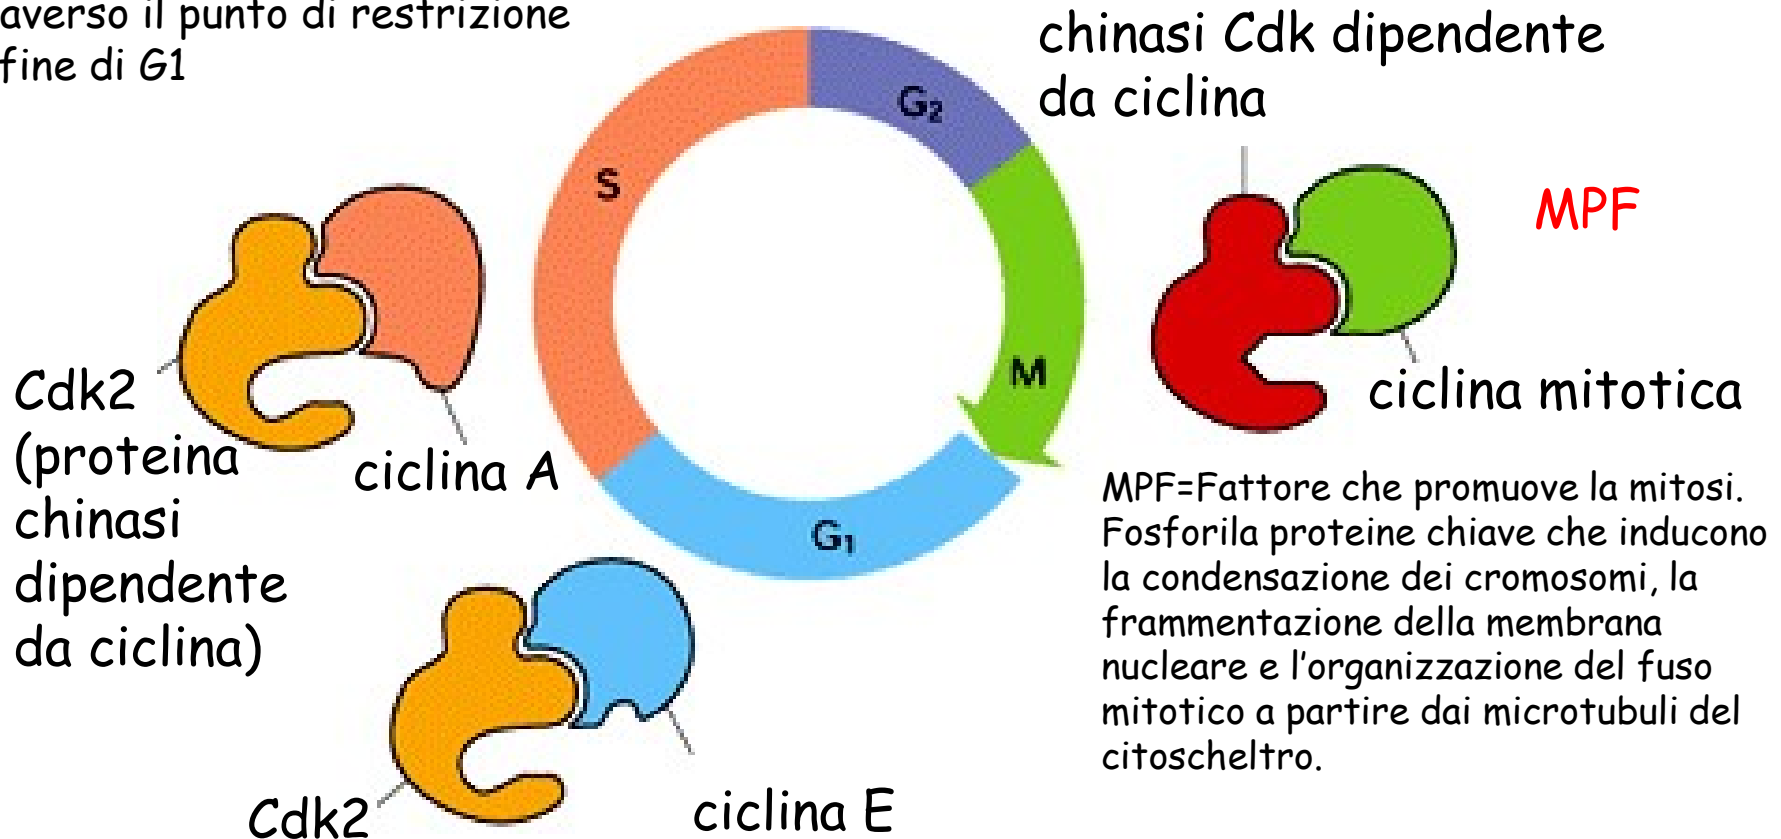 averso il punto di restrizione
fine di G1
chinasi Cdk dipendente
da ciclina
G2
S
MPF
M
ciclina mitotica
Cdk2
(proteina
chinasi
dipendente
da ciclina)
ciclina A
G1
MPF=Fattore che promuove la mitosi.
Fosforila proteine chiave che inducono
la condensazione dei cromosomi, la
frammentazione della membrana
nucleare e l'organizzazione del fuso
mitotico a partire dai microtubuli del
citoscheltro.
Cdk2
ciclina E